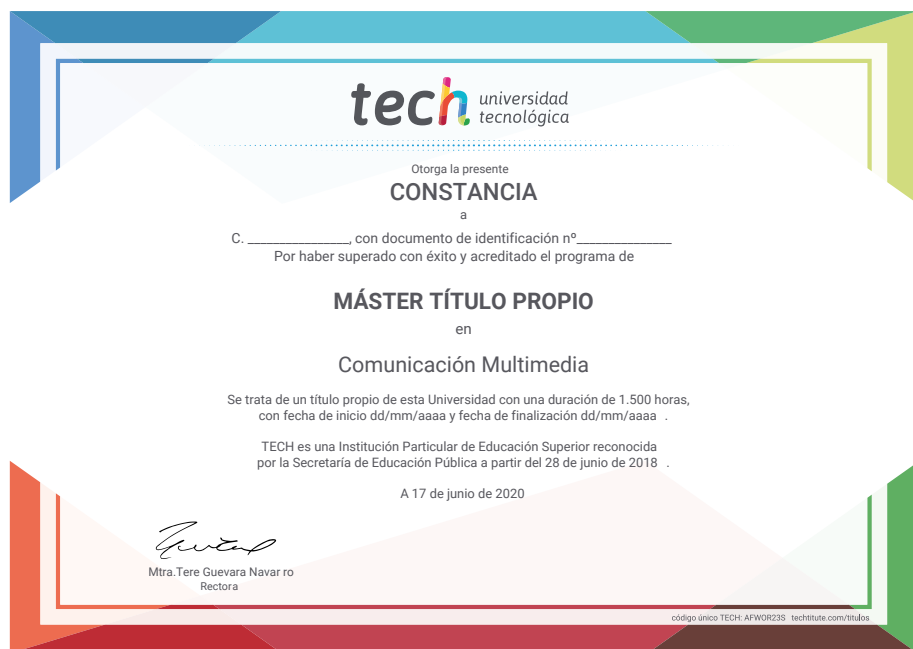 tech universidad
tecnológica
Otorga la presente
CONSTANCIA
a
C. ________________, con documento de identificación nº_______________
Por haber superado con éxito y acreditado el programa de
MÁSTER TÍTULO PROPIO
en
Comunicación Multimedia
Se trata de un título propio de esta Universidad con una duración de 1.500 horas,
con fecha de inicio dd/mm/aaaa y fecha de finalización dd/mm/aaaa .
TECH es una Institución Particular de Educación Superior reconocida
por la Secretaría de Educación Pública a partir del 28 de junio de 2018 .
A 17 de junio de 2020
Mtra.Tere Guevara Navar ro
Rectora
código único TECH: AFWOR23S techtitute.com/titulos